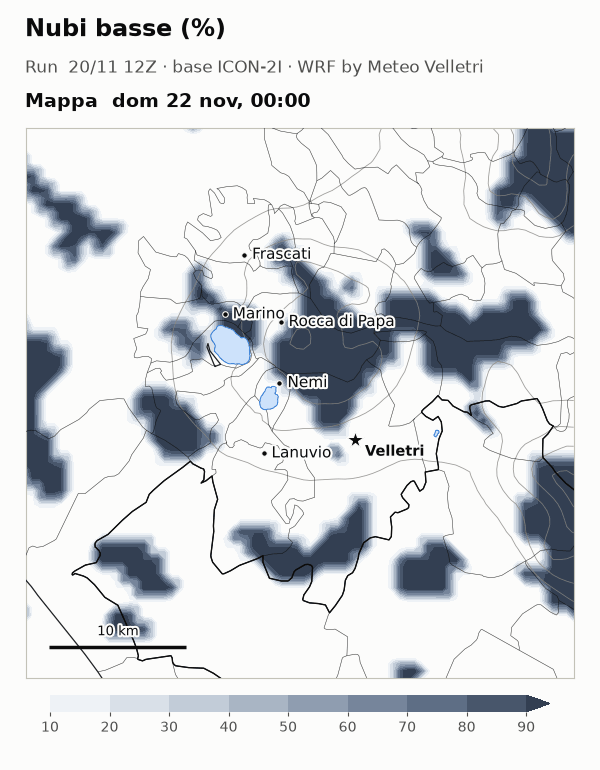 Nubi basse (%)
Run  20/11 12Z · base ICON-2I · WRF by Meteo Velletri
Mappa  dom 22 nov, 00:00
Frascati
Marino
Rocca di Papa
Nemi
Velletri
Lanuvio
10 km
10 20 30 40 50 60 70 80 90